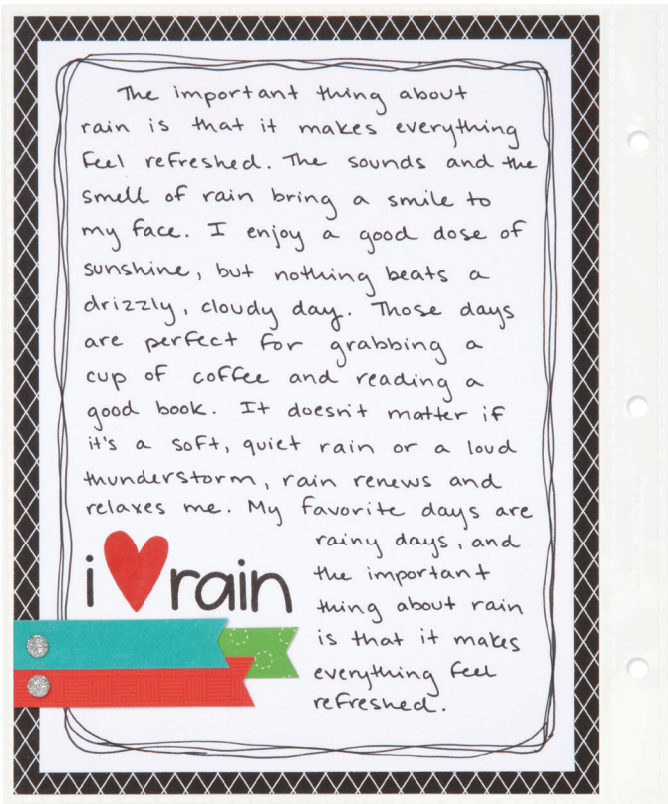 The important thing about
rain is that it makes everything
feel refreshed. The sounds and the
smell of rain bring a smile to
my face. I enjoy a good dose of
sunshine, but nothing beats a
drizzly, cloudy day. Those days
are perfect for grabbing a
cup of coffee and reading a
good book. It doesn't matter if
it's a soft, quiet rain or a loud
thunderstorm, rain renews and
relaxes me. My favorite days are
rainy days, and
the important
thing about rain
is that it makes
everything feel
refreshed.
i ❤ rain